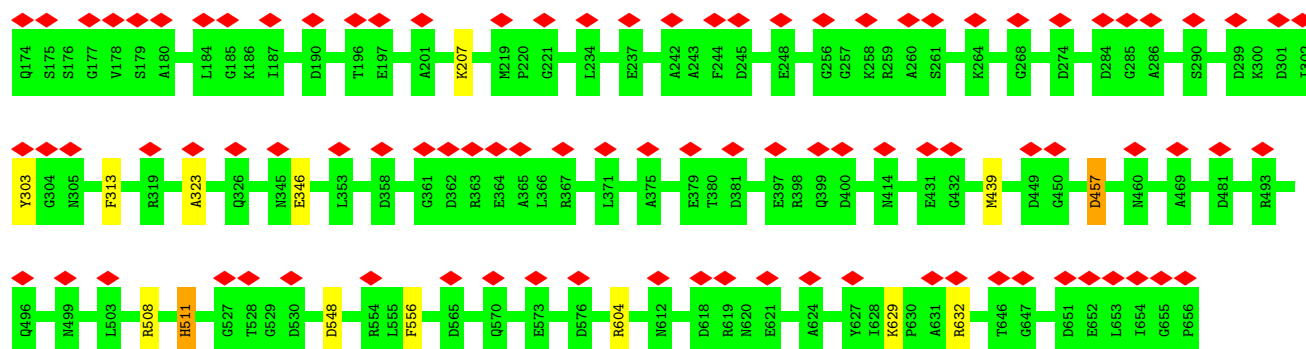 Q174 S175 S176 G177 V178 S179 A180 L184 G185 K186 I187 D190 T196 E197 A201 K207 M219 P220 G221 L234 E237 A242 A243 F244 D245 E248 G256 G257 K258 R259 A260 S261 K264 G268 D274 D284 G285 A286 S290 D299 K300 D301 I302
Y303 G304 N305 F313 R319 A323 Q326 N345 E346 L353 D358 G361 D362 R363 E364 A365 L366 R367 L371 A375 E379 T380 D381 E397 R398 Q399 D400 N414 E431 G432 M439 D449 G450 D457 N460 A469 D481 R493
Q496 N499 L503 R508 H511 G527 T528 G529 D530 D548 R554 L555 F556 D565 Q570 E573 D576 R604 N612 D618 R619 N620 E621 A624 Y627 I628 K629 P630 A631 R632 T646 G647 D651 E652 L653 I654 G655 P656